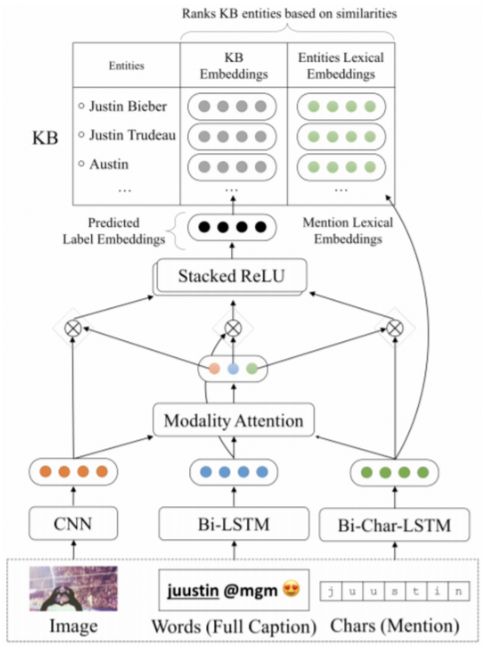 Ranks KB entities based on similarities
Entities
KB
Embeddings
Entities Lexical
Embeddings
KB
Justin Bieber
Justin Trudeau
Austin
...
...
...
Predicted
Label Embeddings
Mention Lexical
Embeddings
Stacked ReLU
Modality Attention
CNN
Bi-LSTM
Bi-Char-LSTM
juustin @mgm 😍
j u u s t i n
Image
Words (Full Caption)
Chars (Mention)